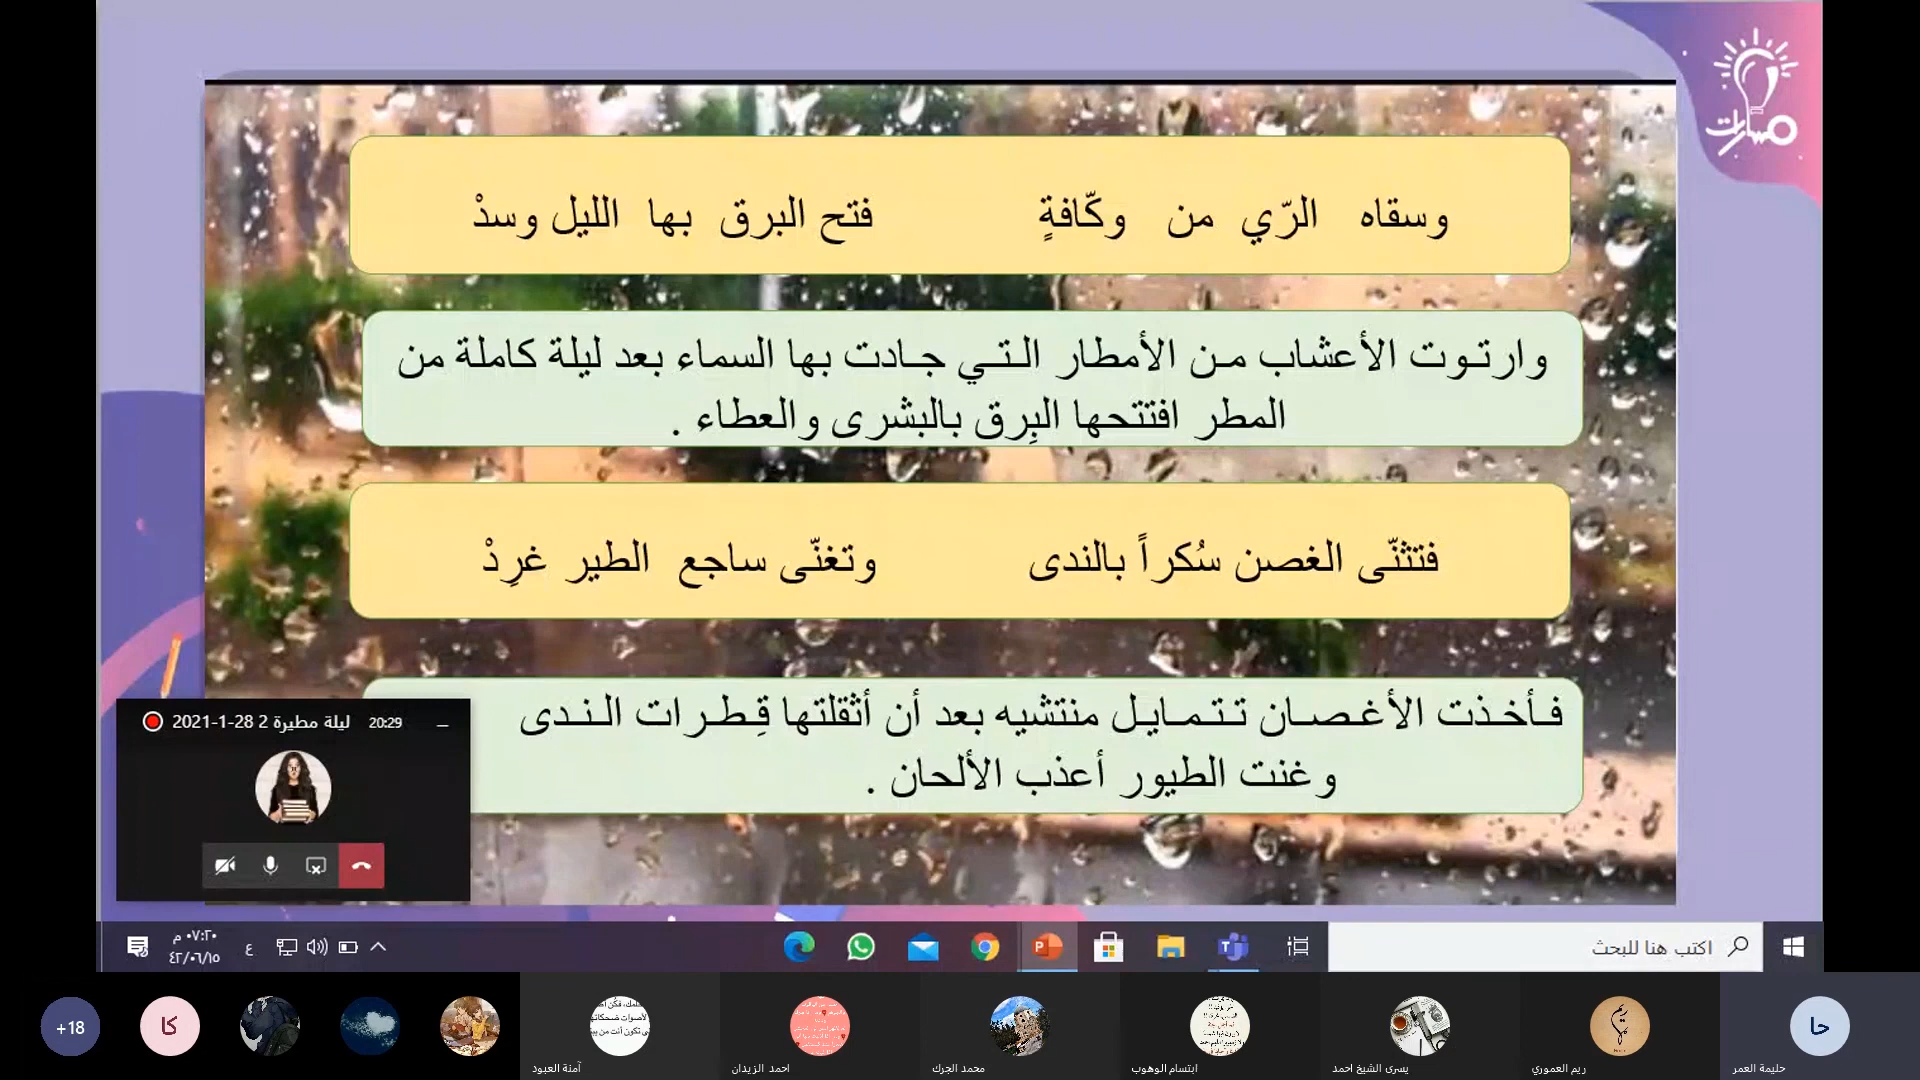 مسارات
وسقاه الرّي من وكّافةٍ فتح البرق بها الليل وسدْ
وارتوت الأعشاب من الأمطار التي جادت بها السماء بعد ليلة كاملة من
المطر افتتحها البِرق بالبشرى والعطاء .
فتثنّى الغصن سُكراً بالندى وتغنّى ساجع الطير غرِدْ
فأخذت الأغصان تتمايل منتشيه بعد أن أثقلتها قِطرات الندى
وغنت الطيور أعذب الألحان .
ليلة مطيرة 2 28-1-2021 20:29
اكتب هنا للبحث
ع
٠٧:٢٠ م
٤٢/٠٦/١٥
+18
كا
ريم
حا
آمنة العبود
احمد الزيدان
محمد الجرك
ابتسام الوهوب
يسرى الشيخ احمد
ريم العموري
حليمة العمر